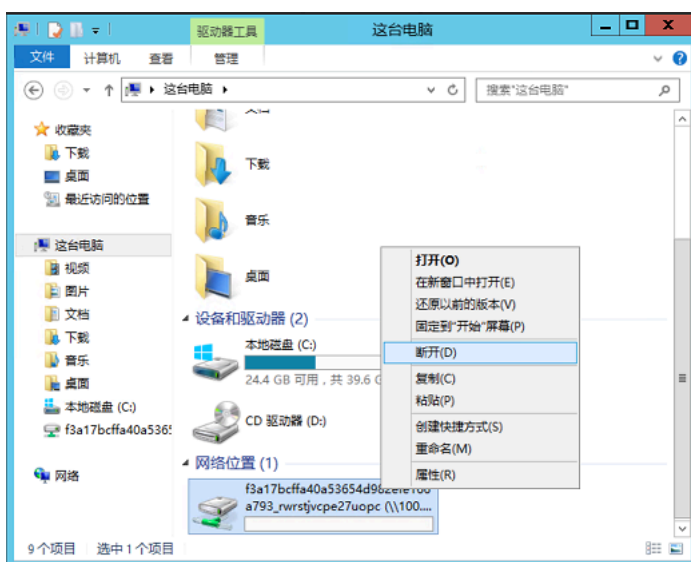 驱动器工具
这台电脑
文件
计算机
查看
管理
这台电脑
搜索"这台电脑"
收藏夹
下载
桌面
最近访问的位置
这台电脑
视频
图片
文档
下载
音乐
桌面
本地磁盘 (C:)
f3a17bcffa40a536
网络
下载
音乐
桌面
设备和驱动器 (2)
本地磁盘 (C:)
24.4 GB 可用，共 39.6 G
CD 驱动器 (D:)
网络位置 (1)
a793_rwrstjvcpe27uopc (\\100....
打开(O)
在新窗口中打开(E)
还原以前的版本(V)
固定到"开始"屏幕(P)
断开(D)
复制(C)
粘贴(P)
创建快捷方式(S)
重命名(M)
属性(R)
9 个项目
选中 1 个项目